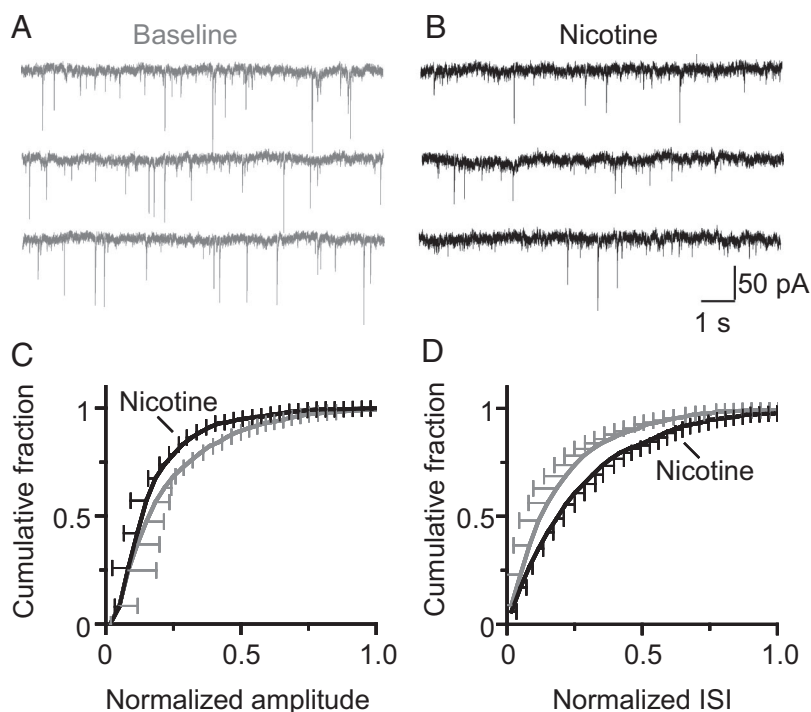 A
Baseline
B
Nicotine
50 pA
1 s
C
Cumulative fraction
1
0.5
0
Nicotine
0
0.5
1.0
Normalized amplitude
D
Cumulative fraction
1
0.5
0
Nicotine
0
0.5
1.0
Normalized ISI